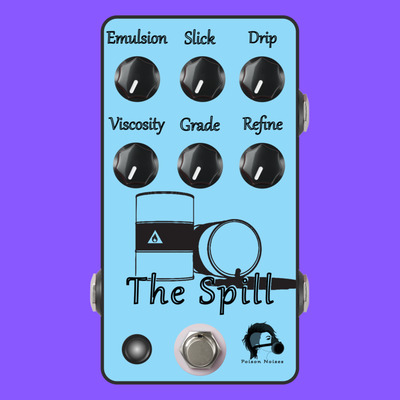 Emulsion Slick Drip
Viscosity Grade Refine
The Spill
Poison Noises